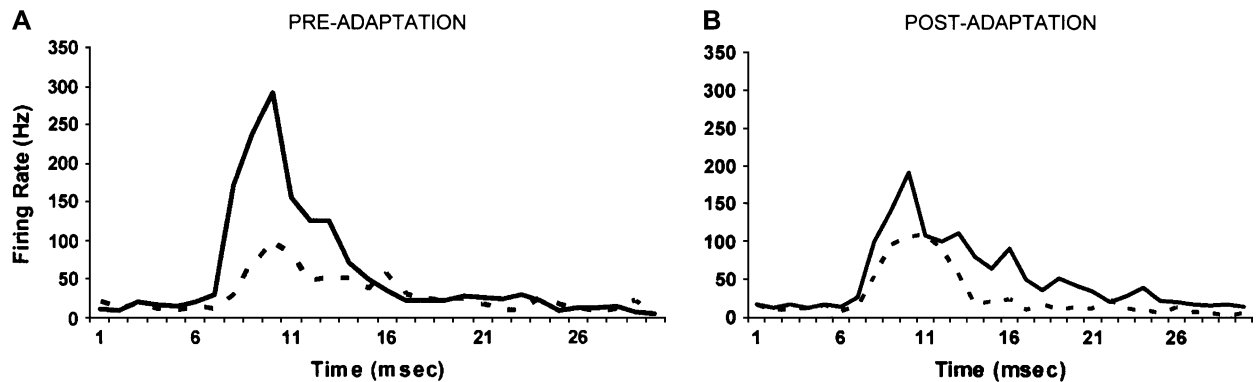 A PRE-ADAPTATION
350
300
250
200
150
100
50
0
Firing Rate (Hz)
1 6 11 16 21 26
Time (msec)
B POST-ADAPTATION
350
300
250
200
150
100
50
0
1 6 11 16 21 26
Time (msec)